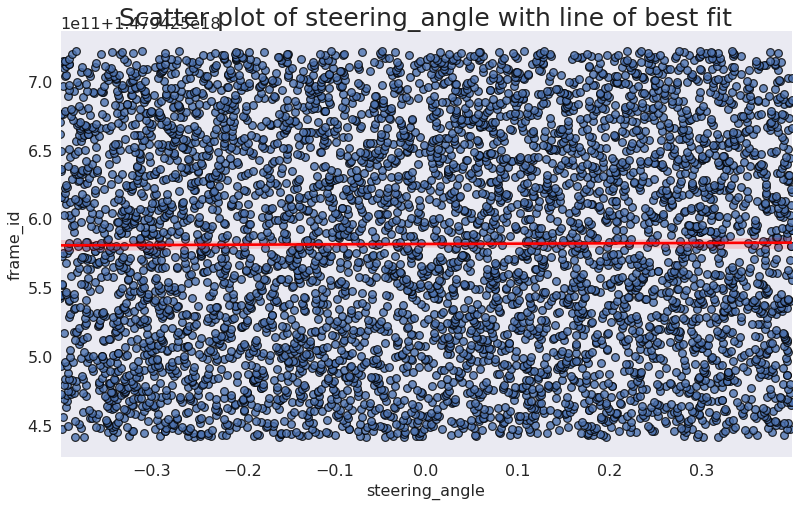 Scatter plot of steering_angle with line of best fit
1e11+1.479425e18
7.0
6.5
6.0
5.5
5.0
4.5
frame_id
−0.3 −0.2 −0.1 0.0 0.1 0.2 0.3
steering_angle